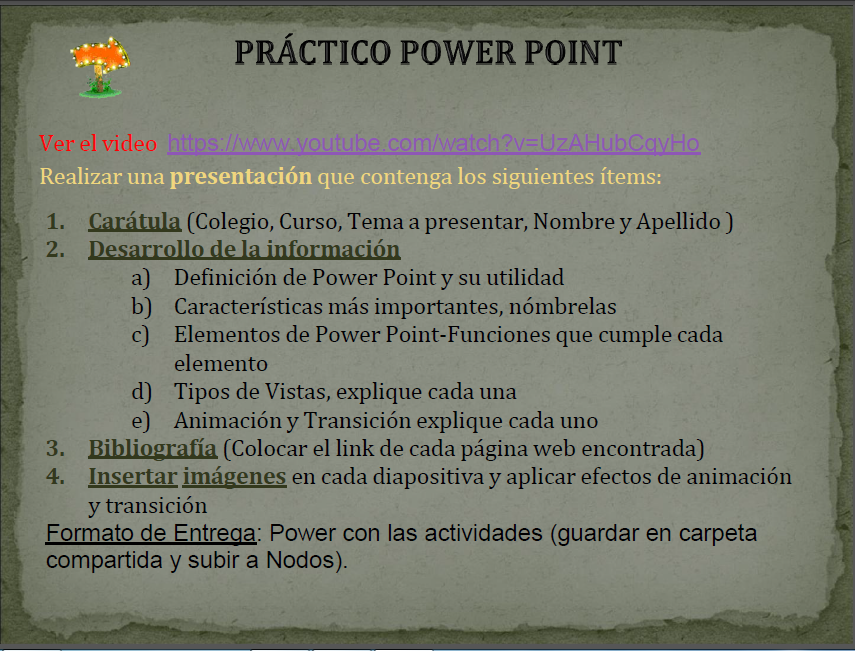 PRÁCTICO POWER POINT
Ver el video https://www.youtube.com/watch?v=UzAHubCqyHo
Realizar una presentación que contenga los siguientes ítems:
1. Carátula (Colegio, Curso, Tema a presentar, Nombre y Apellido )
2. Desarrollo de la información
a) Definición de Power Point y su utilidad
b) Características más importantes, nómbrelas
c) Elementos de Power Point-Funciones que cumple cada
elemento
d) Tipos de Vistas, explique cada una
e) Animación y Transición explique cada uno
3. Bibliografía (Colocar el link de cada página web encontrada)
4. Insertar imágenes en cada diapositiva y aplicar efectos de animación
y transición
Formato de Entrega: Power con las actividades (guardar en carpeta
compartida y subir a Nodos).